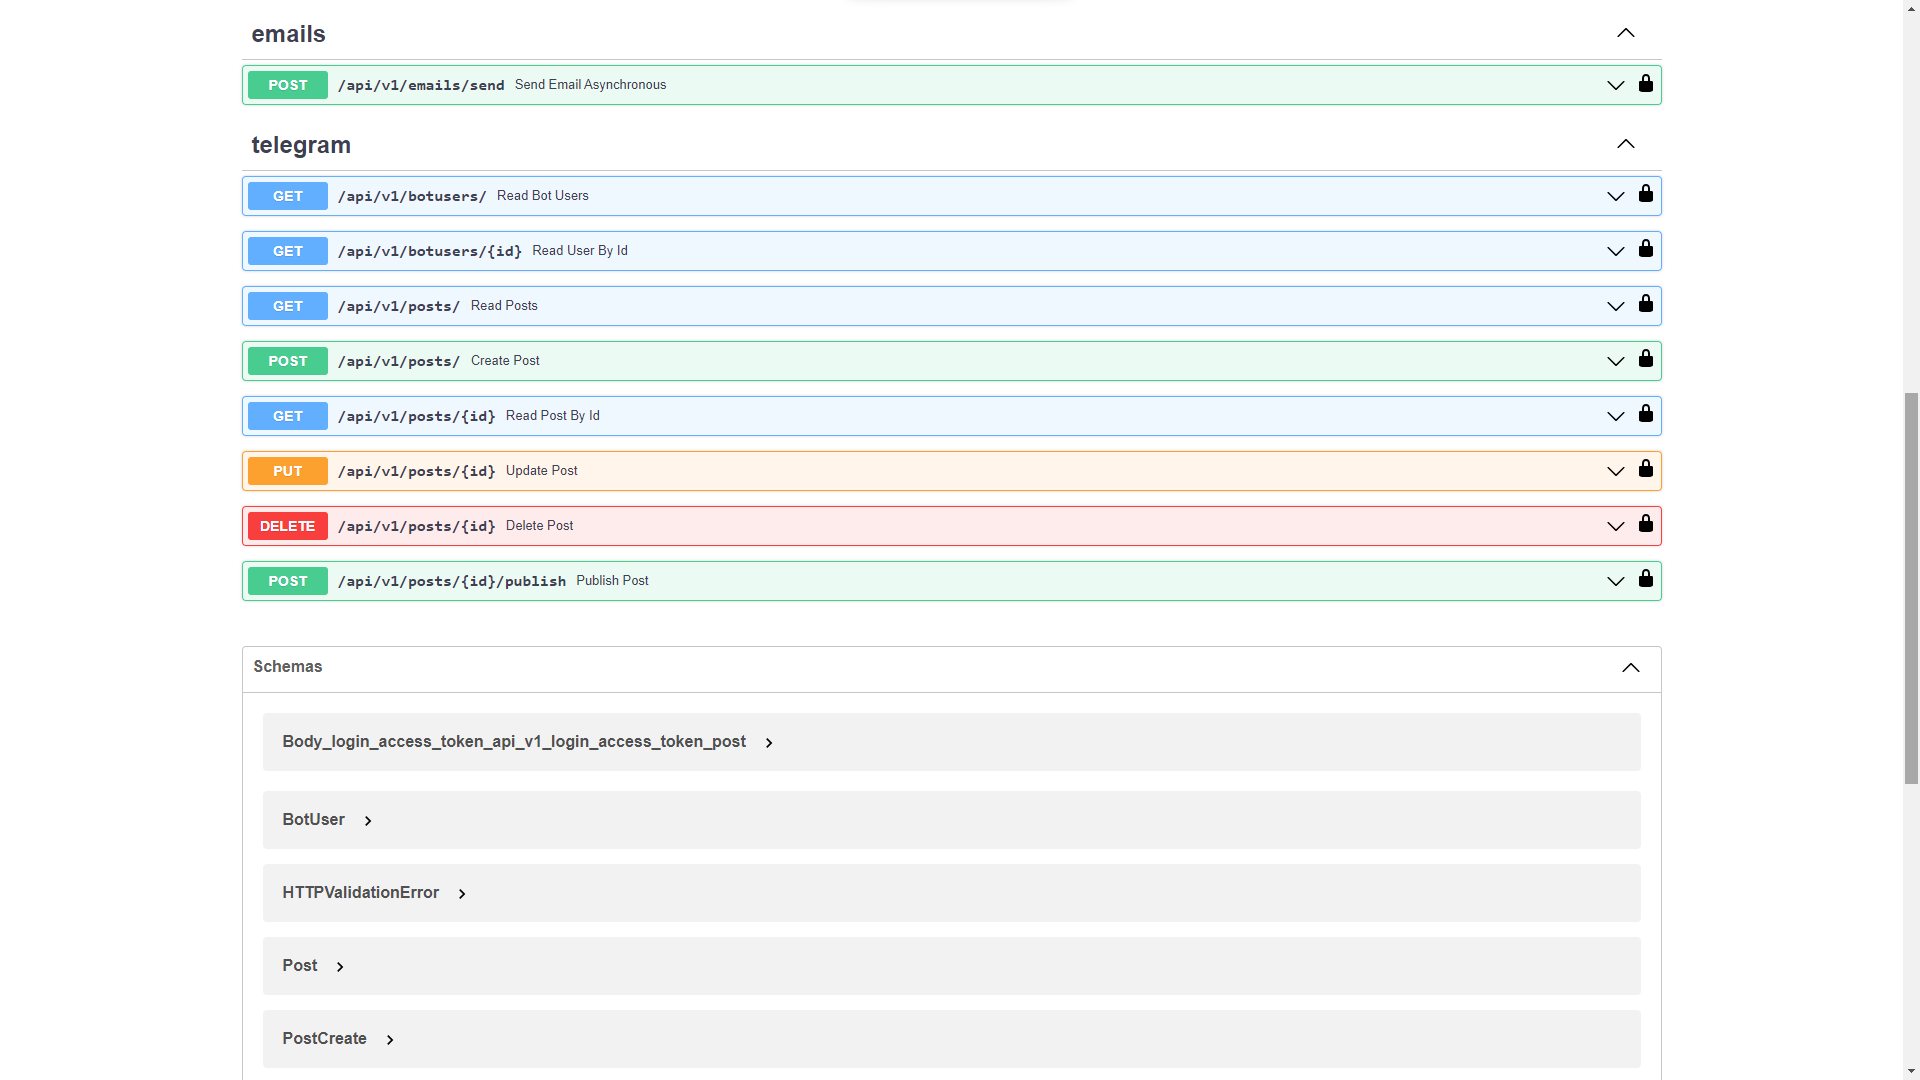 emails
POST /api/v1/emails/send Send Email Asynchronous
telegram
GET /api/v1/botusers/ Read Bot Users
GET /api/v1/botusers/{id} Read User By Id
GET /api/v1/posts/ Read Posts
POST /api/v1/posts/ Create Post
GET /api/v1/posts/{id} Read Post By Id
PUT /api/v1/posts/{id} Update Post
DELETE /api/v1/posts/{id} Delete Post
POST /api/v1/posts/{id}/publish Publish Post
Schemas
Body_login_access_token_api_v1_login_access_token_post
BotUser
HTTPValidationError
Post
PostCreate